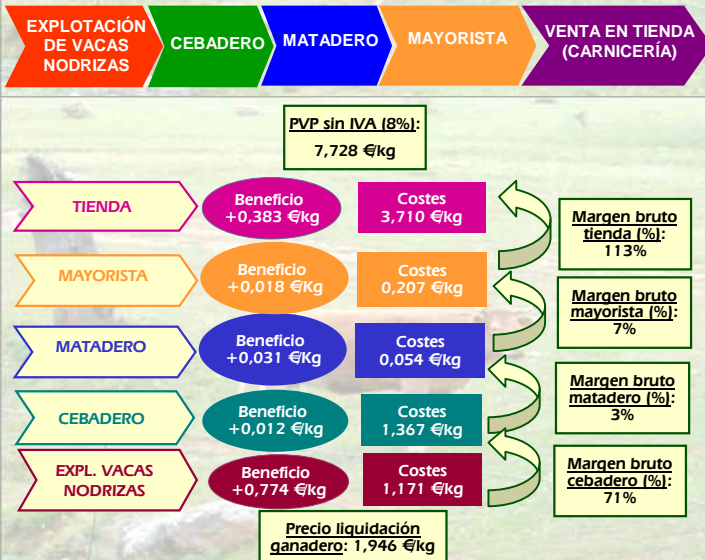 EXPLOTACIÓN
DE VACAS
NODRIZAS
CEBADERO
MATADERO
MAYORISTA
VENTA EN TIENDA
(CARNICERÍA)
PVP sin IVA (8%):
7,728 €/kg
TIENDA
Beneficio
+0,383 €/kg
Costes
3,710 €/kg
Margen bruto
tienda (%):
113%
MAYORISTA
Beneficio
+0,018 €/Kg
Costes
0,207 €/Kg
Margen bruto
mayorista (%):
7%
MATADERO
Beneficio
+0,031 €/Kg
Costes
0,054 €/kg
Margen bruto
matadero (%):
3%
CEBADERO
Beneficio
+0,012 €/kg
Costes
1,367 €/kg
Margen bruto
cebadero (%):
71%
EXPL. VACAS
NODRIZAS
Beneficio
+0,774 €/kg
Costes
1,171 €/kg
Precio liquidación
ganadero: 1,946 €/kg